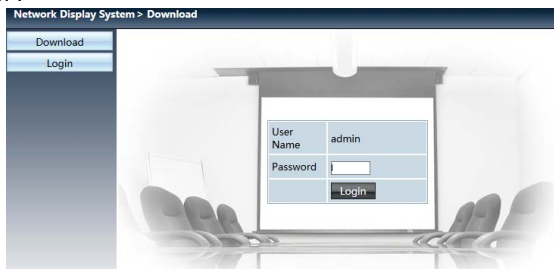 Network Display System > Download
Download
Login
User Name
admin
Password
Login